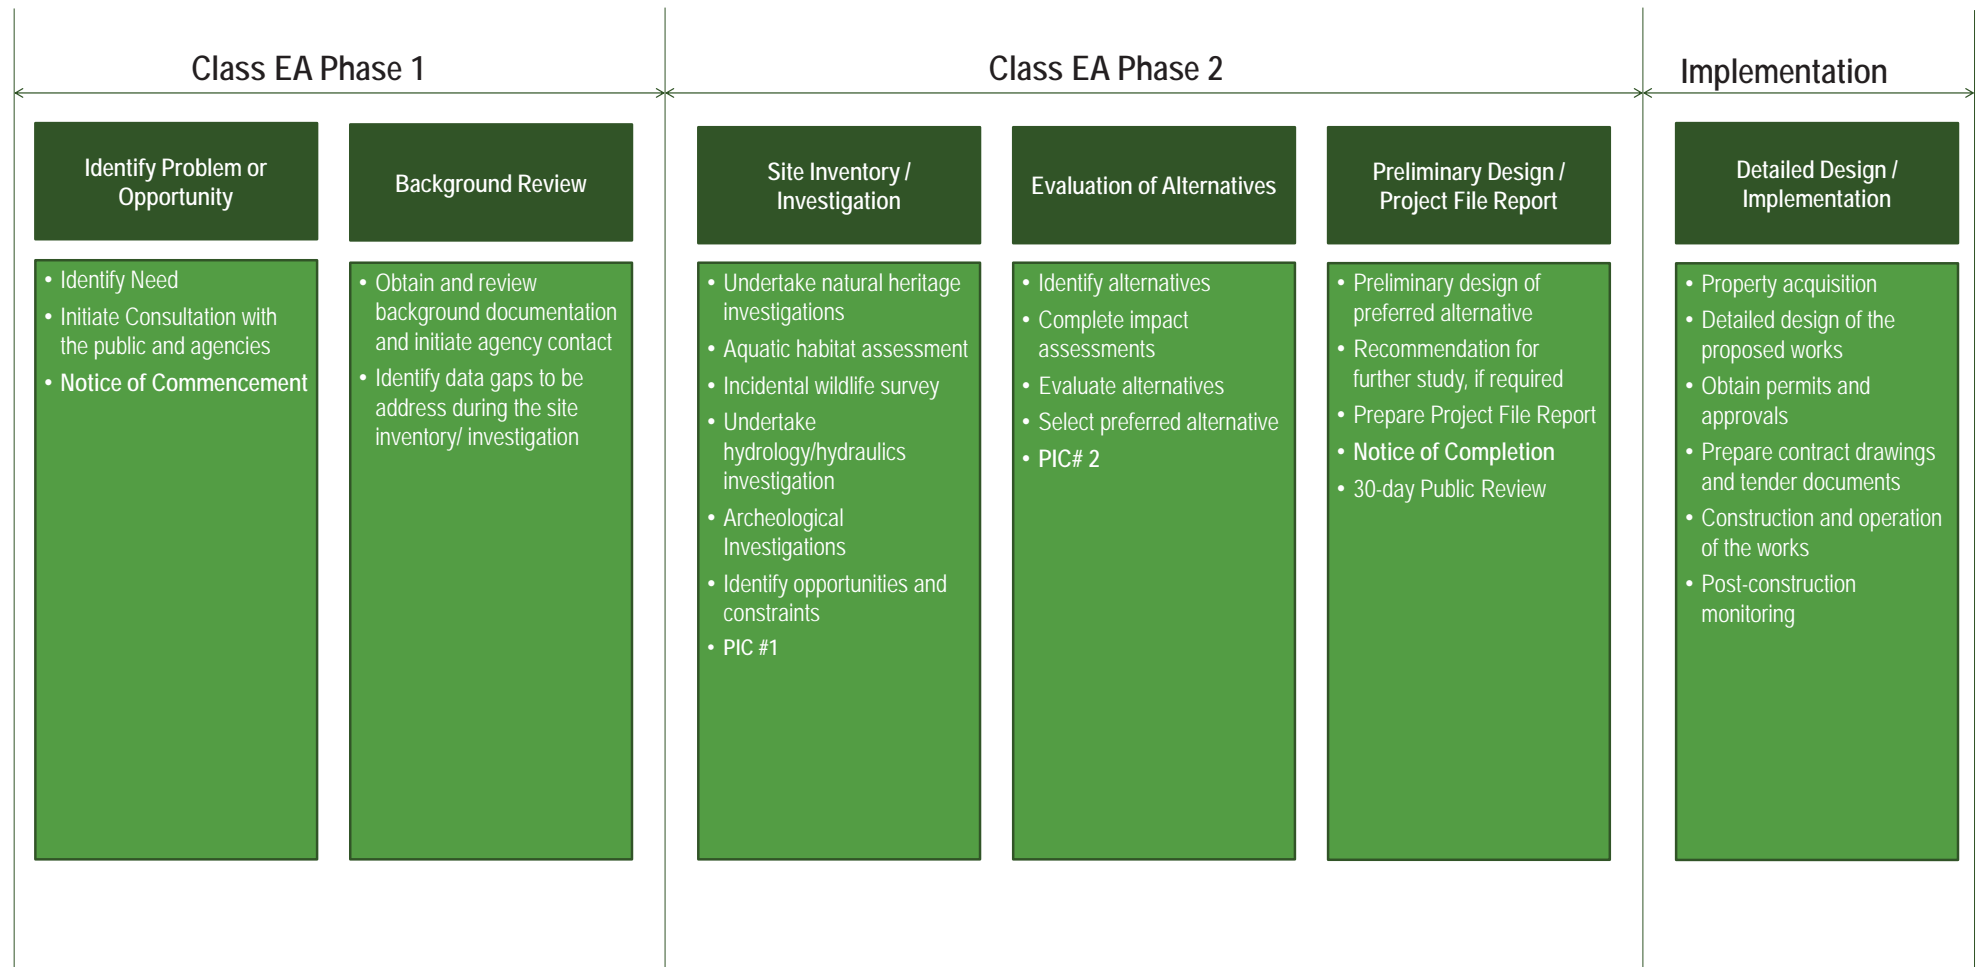 Class EA Phase 1
Class EA Phase 2
Implementation
Identify Problem or
Opportunity
• Identify Need
• Initiate Consultation with
the public and agencies
• Notice of Commencement
Background Review
• Obtain and review
background documentation
and initiate agency contact
• Identify data gaps to be
address during the site
inventory/ investigation
Site Inventory /
Investigation
• Undertake natural heritage
investigations
• Aquatic habitat assessment
• Incidental wildlife survey
• Undertake
hydrology/hydraulics
investigation
• Archeological
Investigations
• Identify opportunities and
constraints
• PIC #1
Evaluation of Alternatives
• Identify alternatives
• Complete impact
assessments
• Evaluate alternatives
• Select preferred alternative
• PIC# 2
Preliminary Design /
Project File Report
• Preliminary design of
preferred alternative
• Recommendation for
further study, if required
• Prepare Project File Report
• Notice of Completion
• 30-day Public Review
Detailed Design /
Implementation
• Property acquisition
• Detailed design of the
proposed works
• Obtain permits and
approvals
• Prepare contract drawings
and tender documents
• Construction and operation
of the works
• Post-construction
monitoring